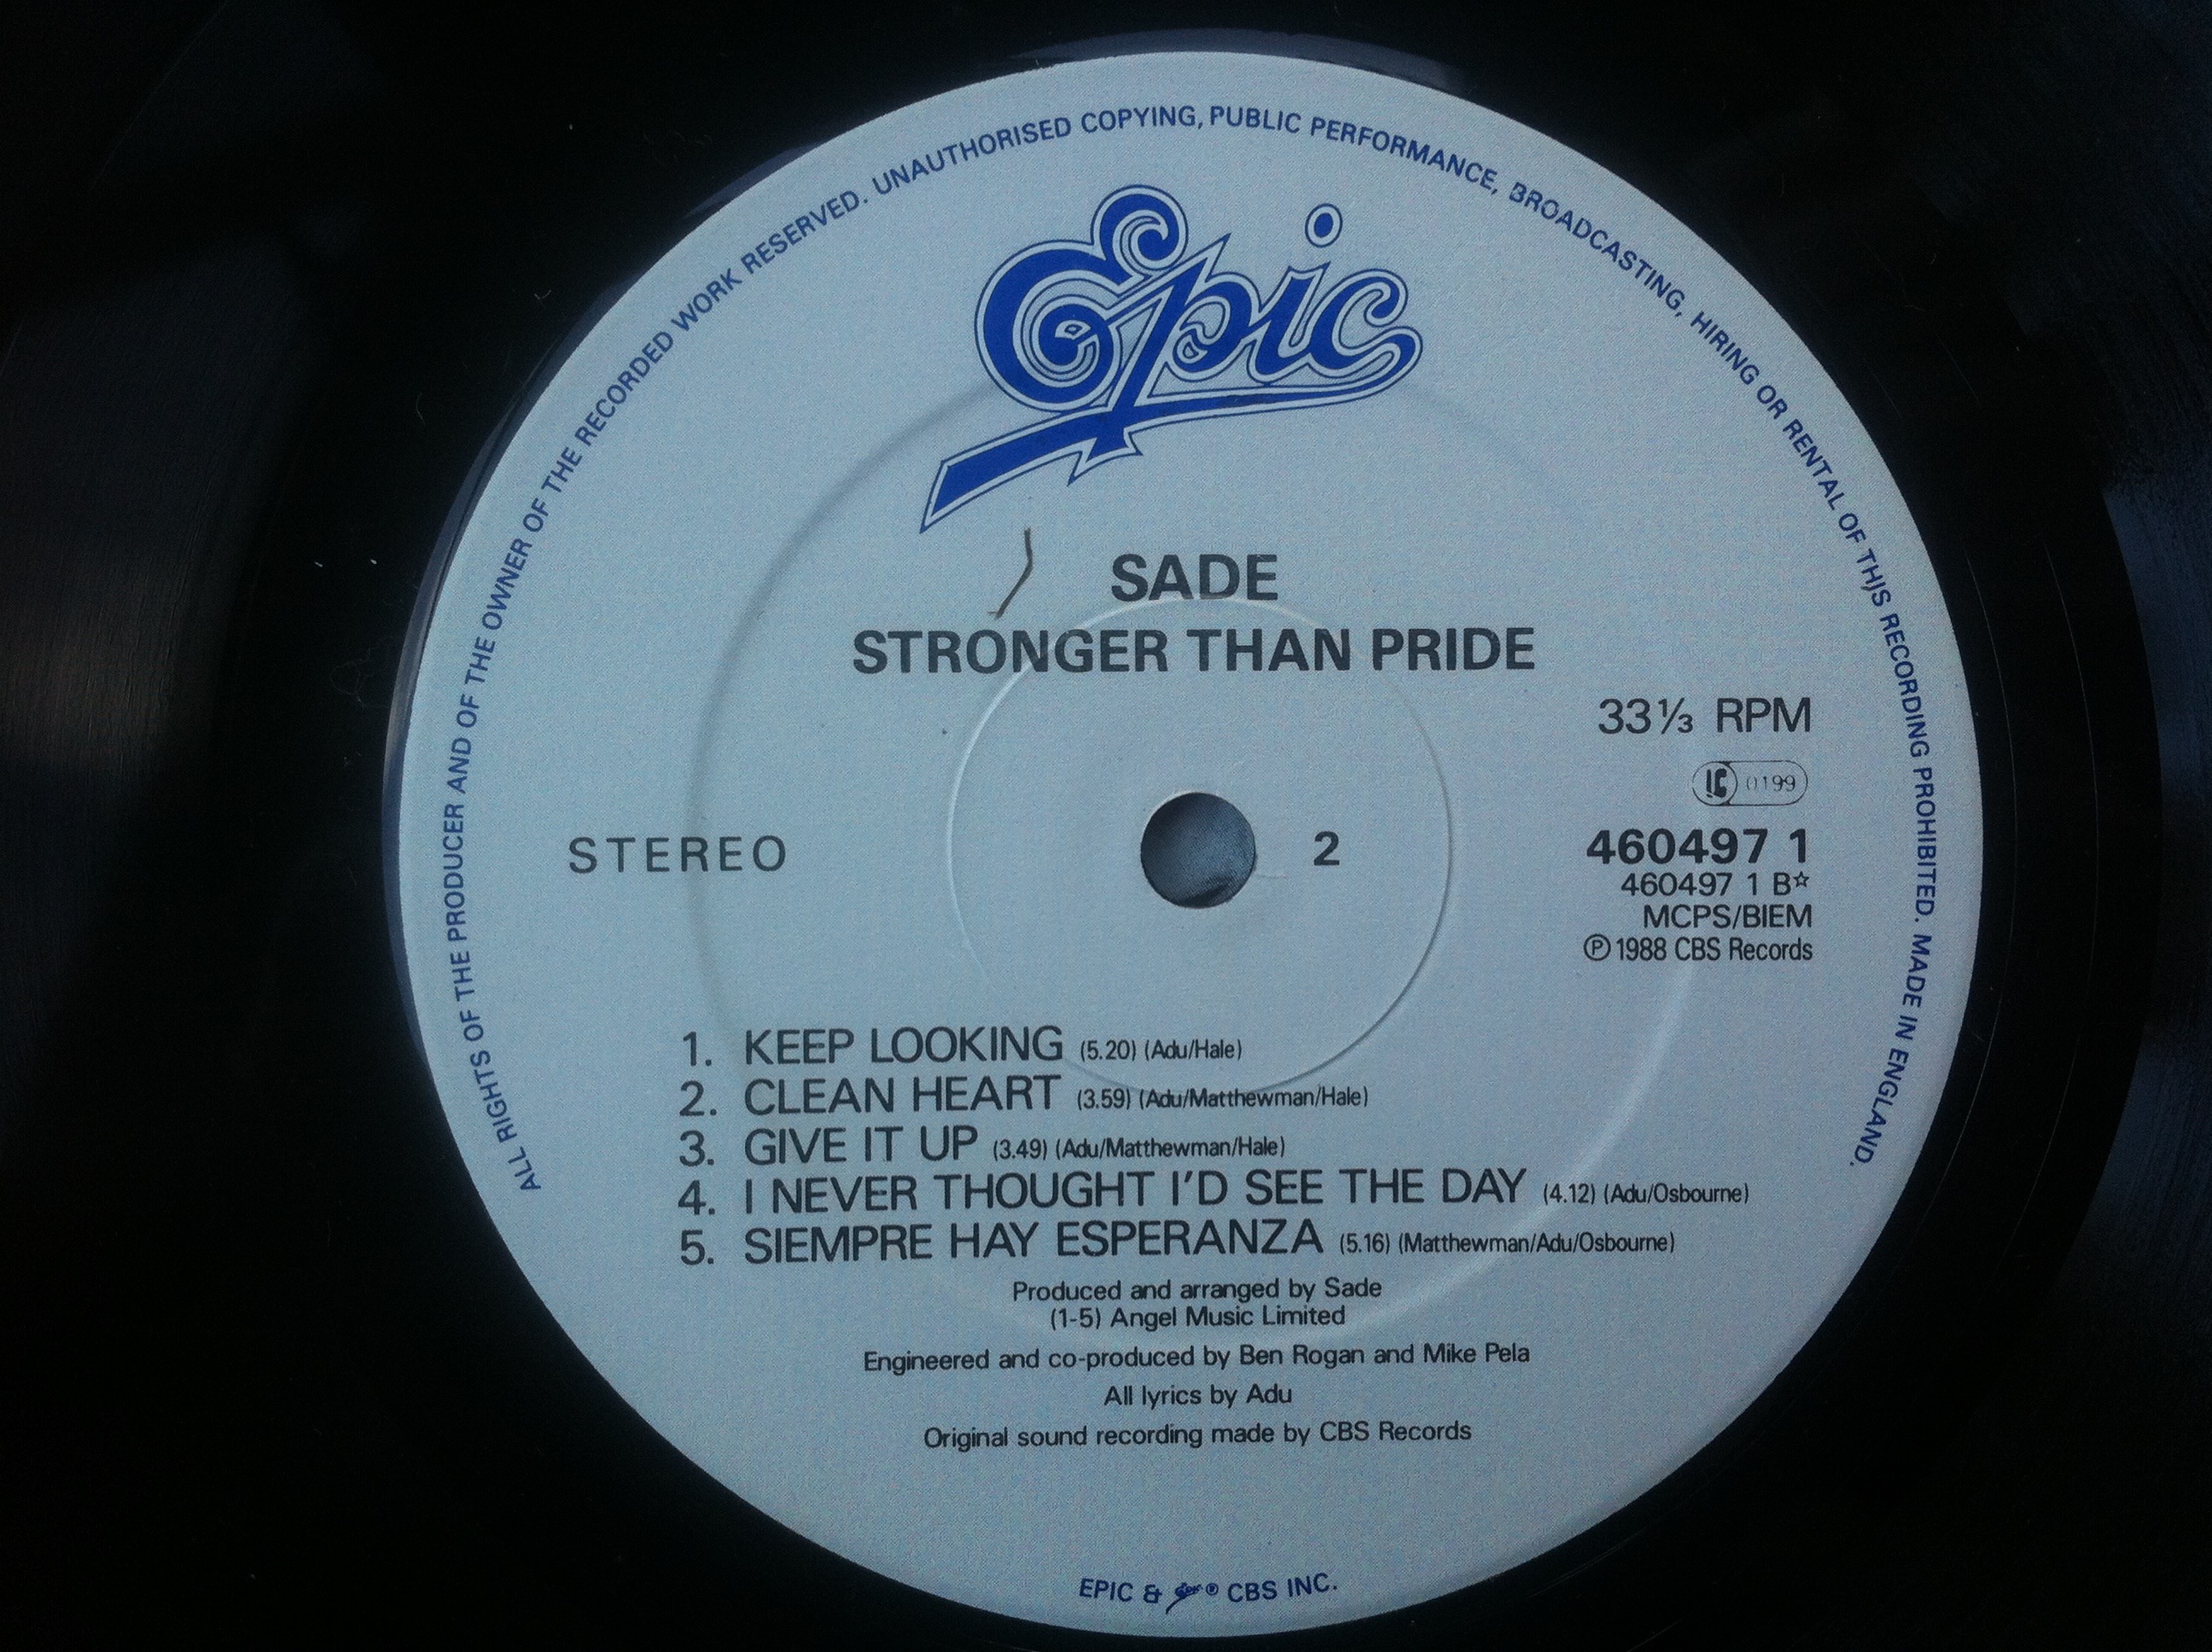 ALL RIGHTS OF THE PRODUCER AND OF THE OWNER OF THE RECORDED WORK RESERVED. UNAUTHORISED COPYING, PUBLIC PERFORMANCE, BROADCASTING, HIRING OR RENTAL OF THIS RECORDING PROHIBITED. MADE IN ENGLAND.
Epic
SADE
STRONGER THAN PRIDE
33⅓ RPM
LC 0199
STEREO
2
460497 1
460497 1 B☆
MCPS/BIEM
℗ 1988 CBS Records
1. KEEP LOOKING (5.20) (Adu/Hale)
2. CLEAN HEART (3.59) (Adu/Matthewman/Hale)
3. GIVE IT UP (3.49) (Adu/Matthewman/Hale)
4. I NEVER THOUGHT I'D SEE THE DAY (4.12) (Adu/Osbourne)
5. SIEMPRE HAY ESPERANZA (5.16) (Matthewman/Adu/Osbourne)
Produced and arranged by Sade
(1-5) Angel Music Limited
Engineered and co-produced by Ben Rogan and Mike Pela
All lyrics by Adu
Original sound recording made by CBS Records
EPIC & Epic ® CBS INC.